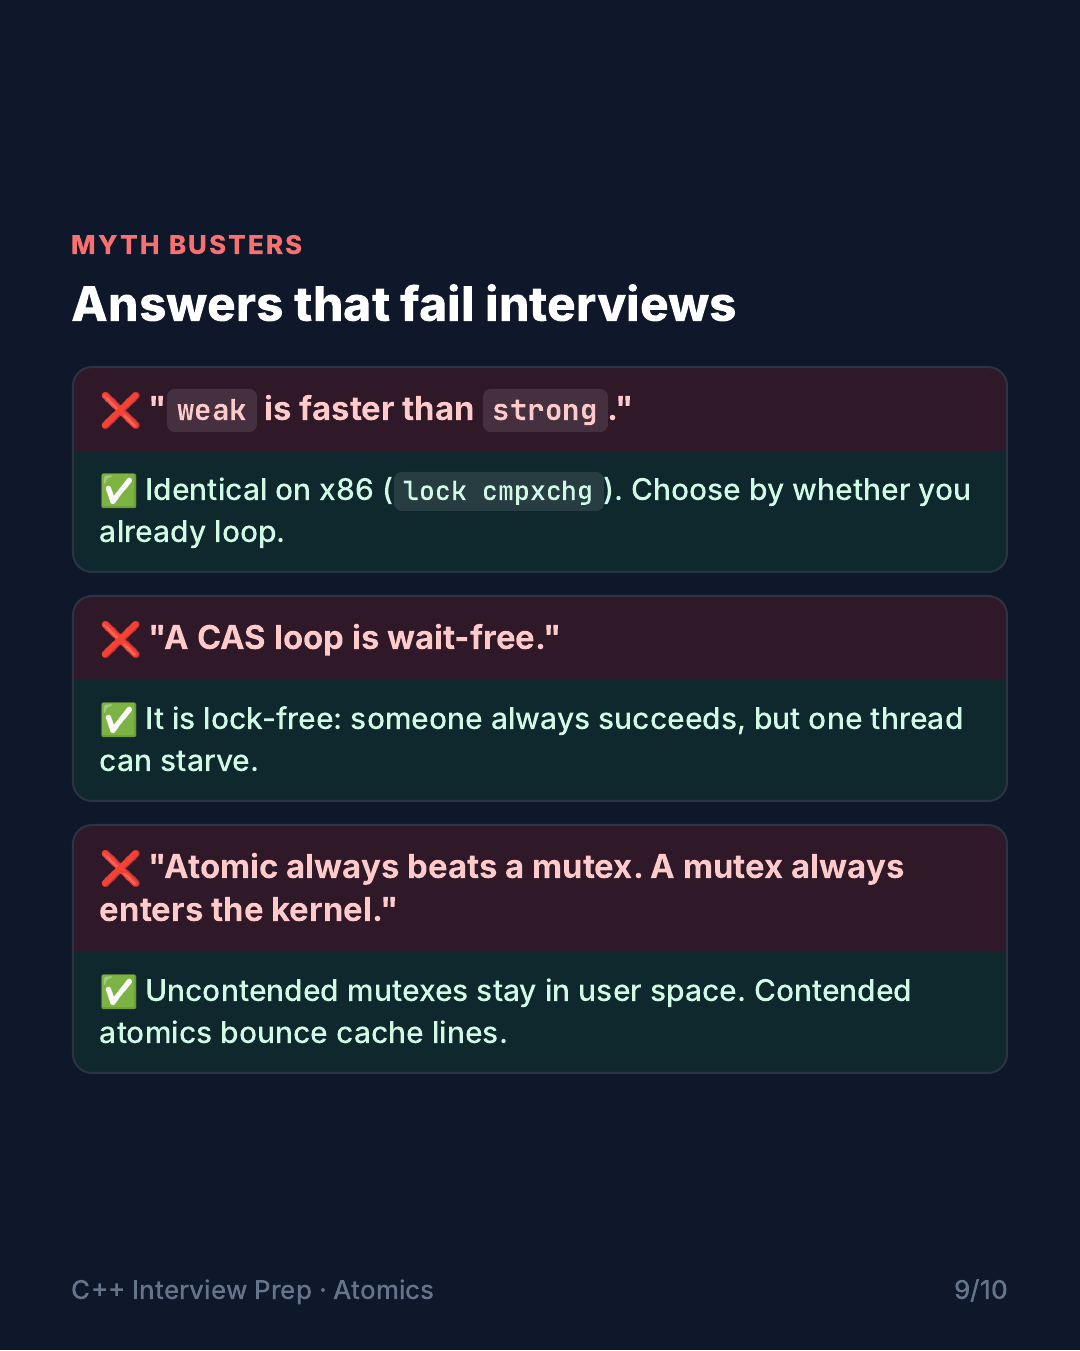 MYTH BUSTERS
Answers that fail interviews
❌ "weak is faster than strong."
✅ Identical on x86 (lock cmpxchg). Choose by whether you
already loop.
❌ "A CAS loop is wait-free."
✅ It is lock-free: someone always succeeds, but one thread
can starve.
❌ "Atomic always beats a mutex. A mutex always
enters the kernel."
✅ Uncontended mutexes stay in user space. Contended
atomics bounce cache lines.
C++ Interview Prep · Atomics
9/10